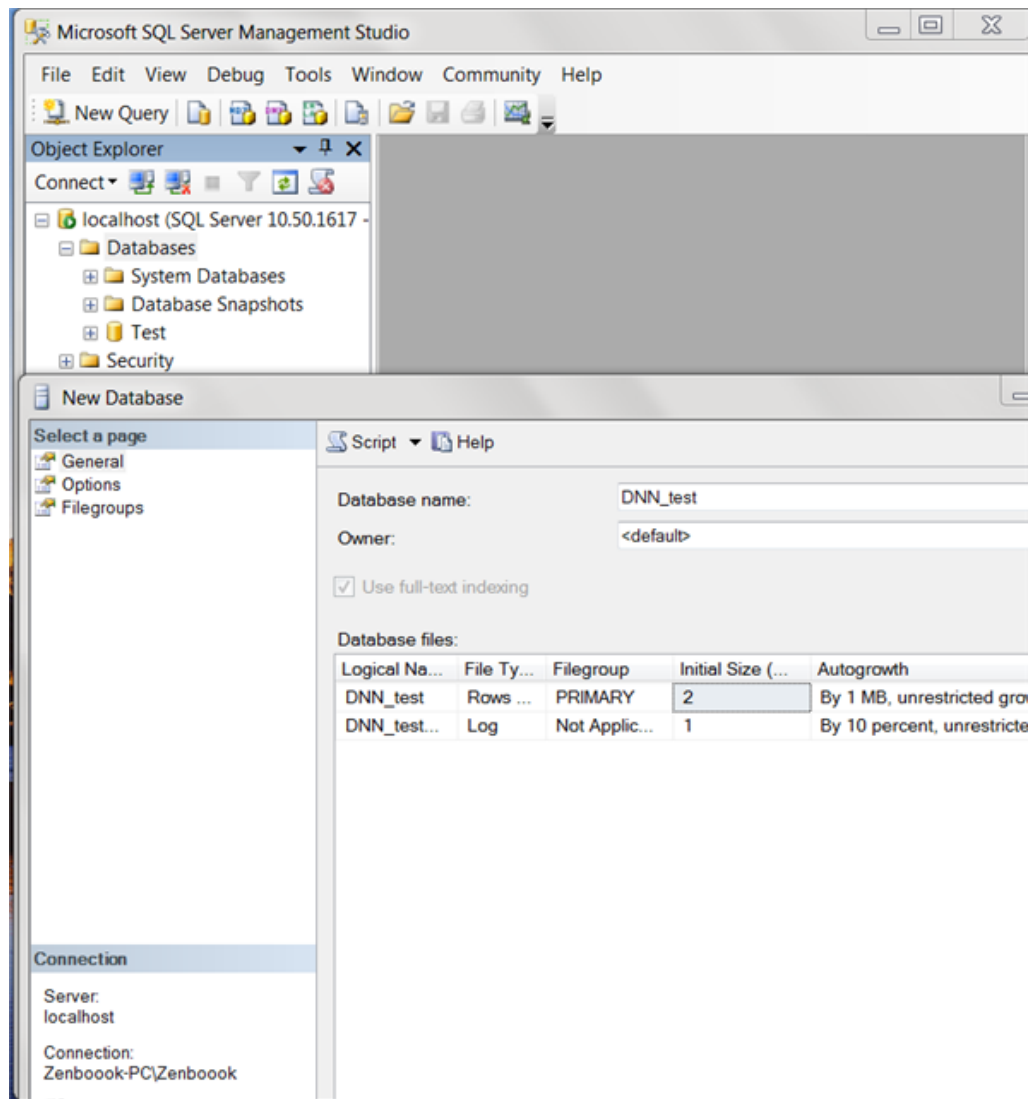 Microsoft SQL Server Management Studio
File Edit View Debug Tools Window Community Help
New Query
Object Explorer
Connect
localhost (SQL Server 10.50.1617 -
Databases
System Databases
Database Snapshots
Test
Security
New Database
Select a page
General
Options
Filegroups
Script Help
Database name: DNN_test
Owner: <default>
Use full-text indexing
Database files:
Logical Na... File Ty... Filegroup Initial Size (... Autogrowth
DNN_test Rows ... PRIMARY 2 By 1 MB, unrestricted grow
DNN_test... Log Not Applic... 1 By 10 percent, unrestricte
Connection
Server:
localhost
Connection:
Zenboook-PC\Zenboook